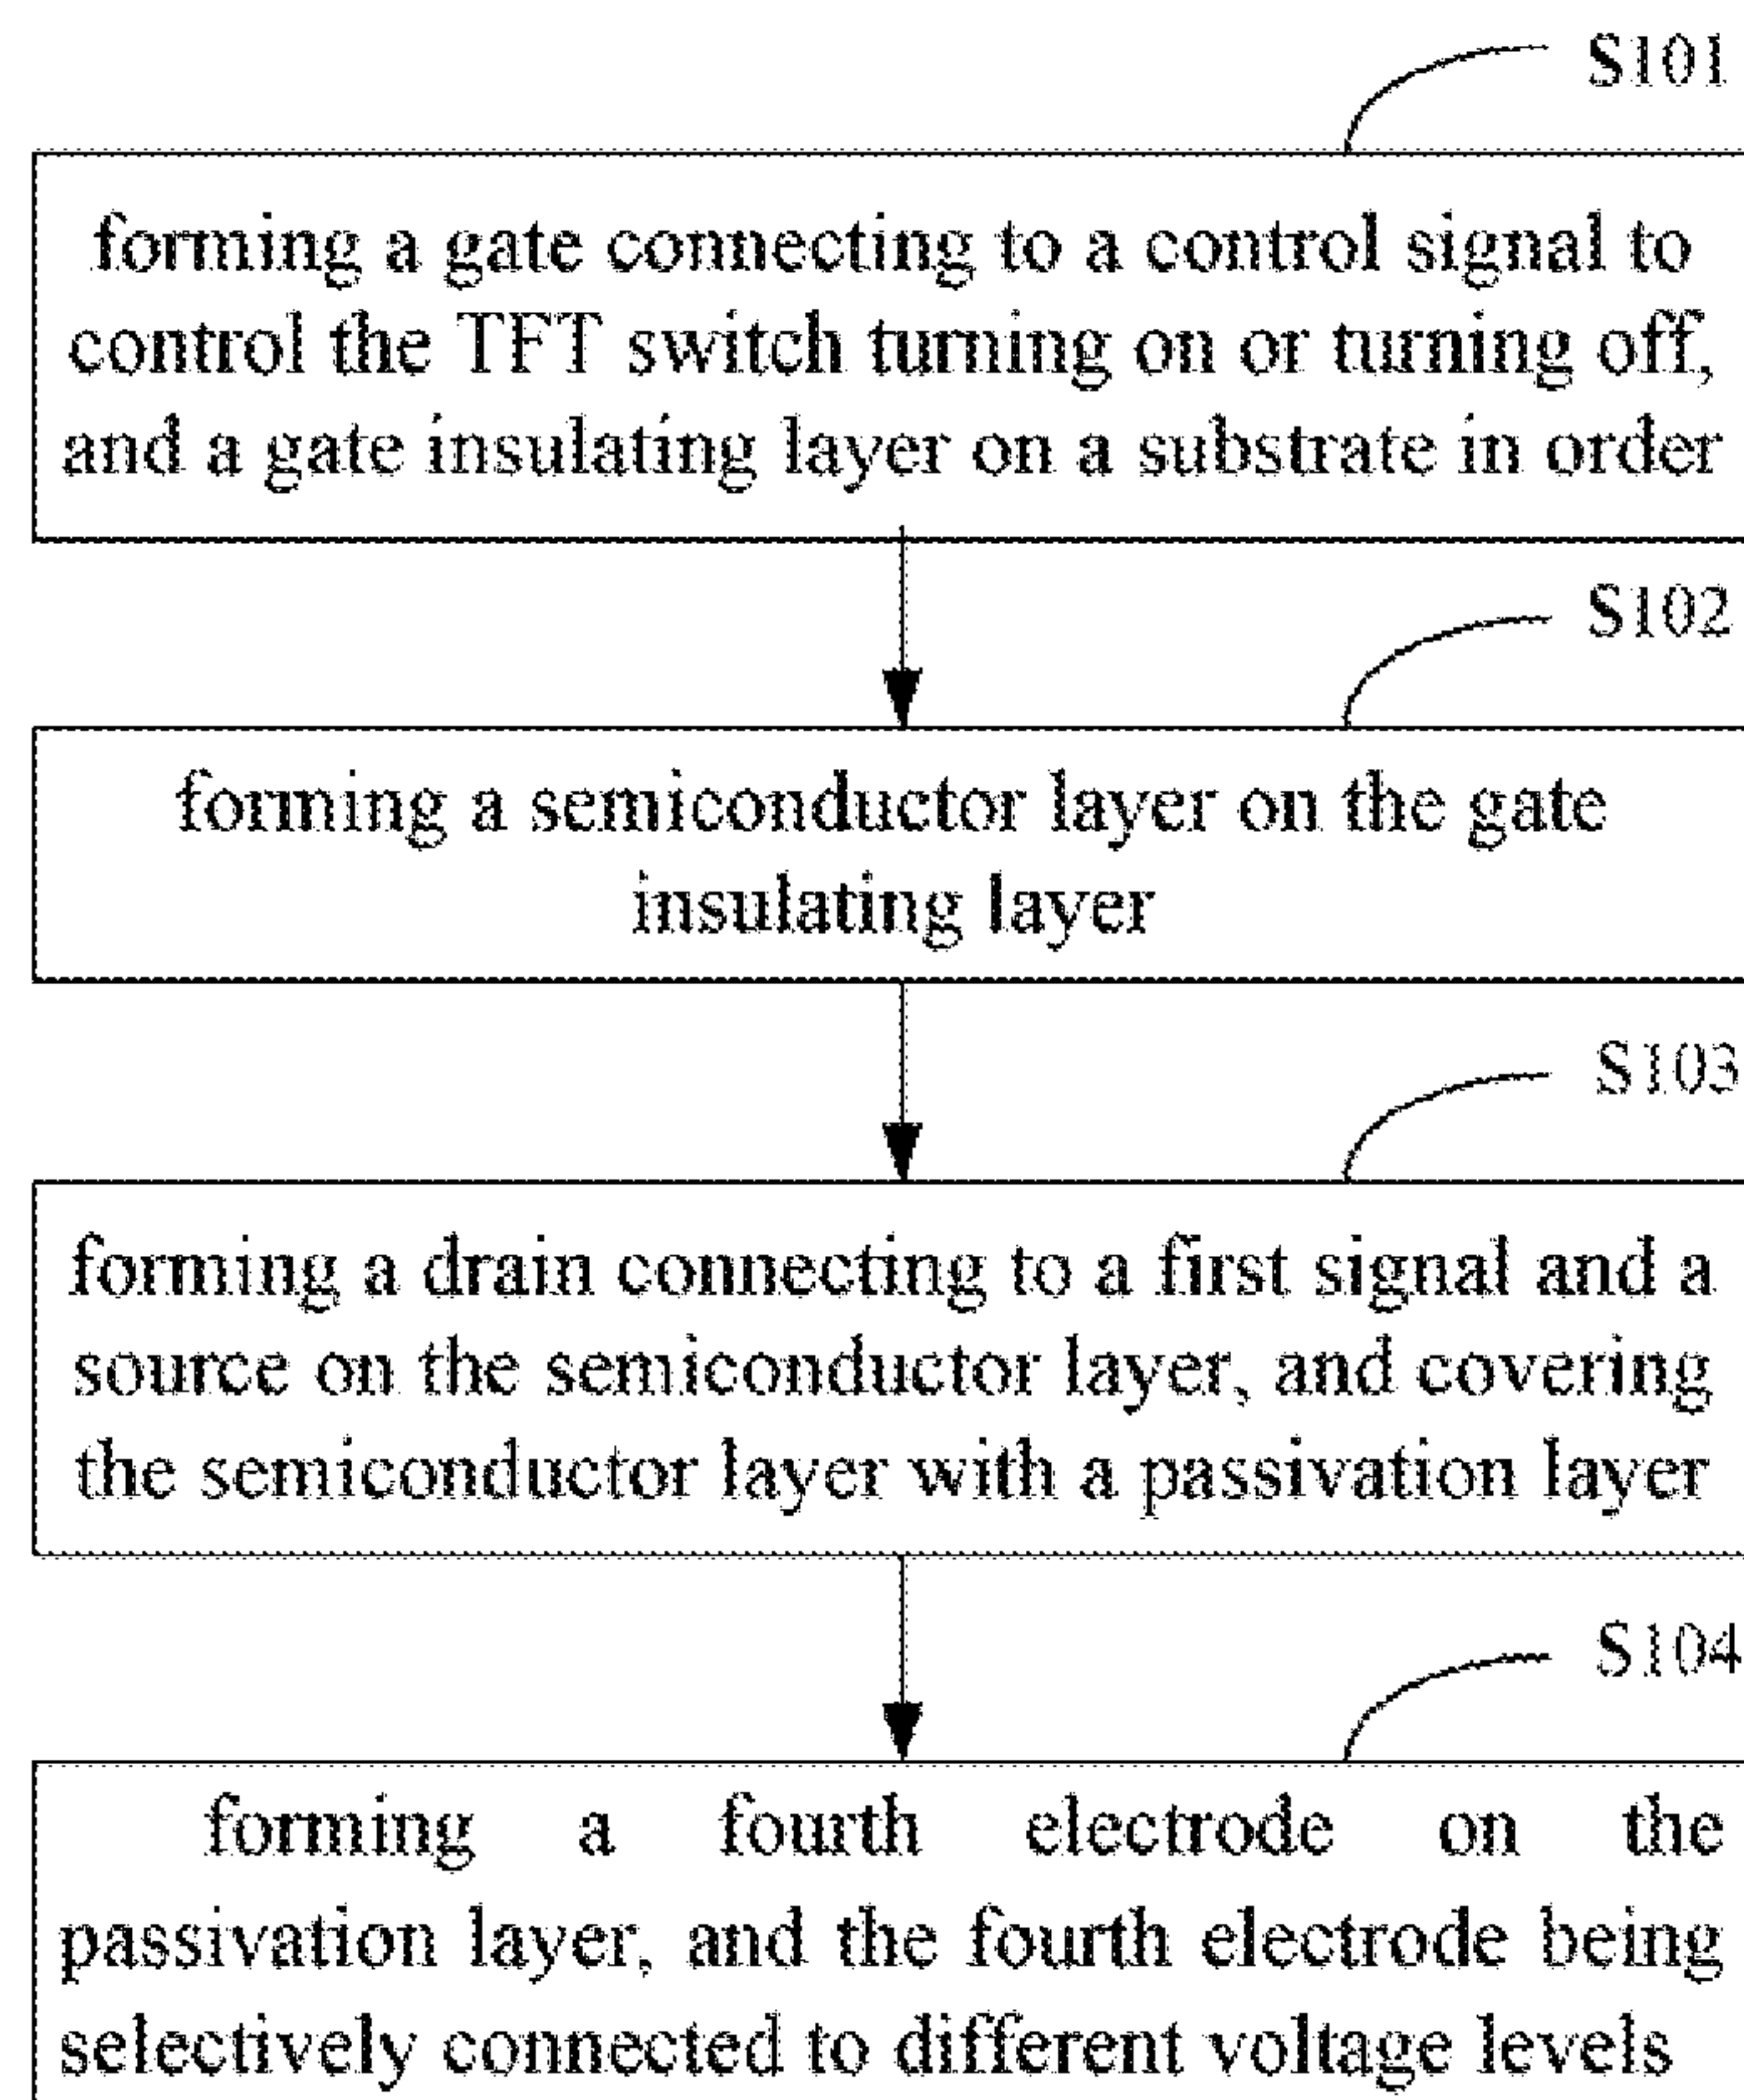 S101
forming a gate connecting to a control signal to
control the TFT switch turning on or turning off,
and a gate insulating layer on a substrate in order
S102
forming a semiconductor layer on the gate
insulating layer
S103
forming a drain connecting to a first signal and a
source on the semiconductor layer, and covering
the semiconductor layer with a passivation layer
S104
forming a fourth electrode on the
passivation layer, and the fourth electrode being
selectively connected to different voltage levels